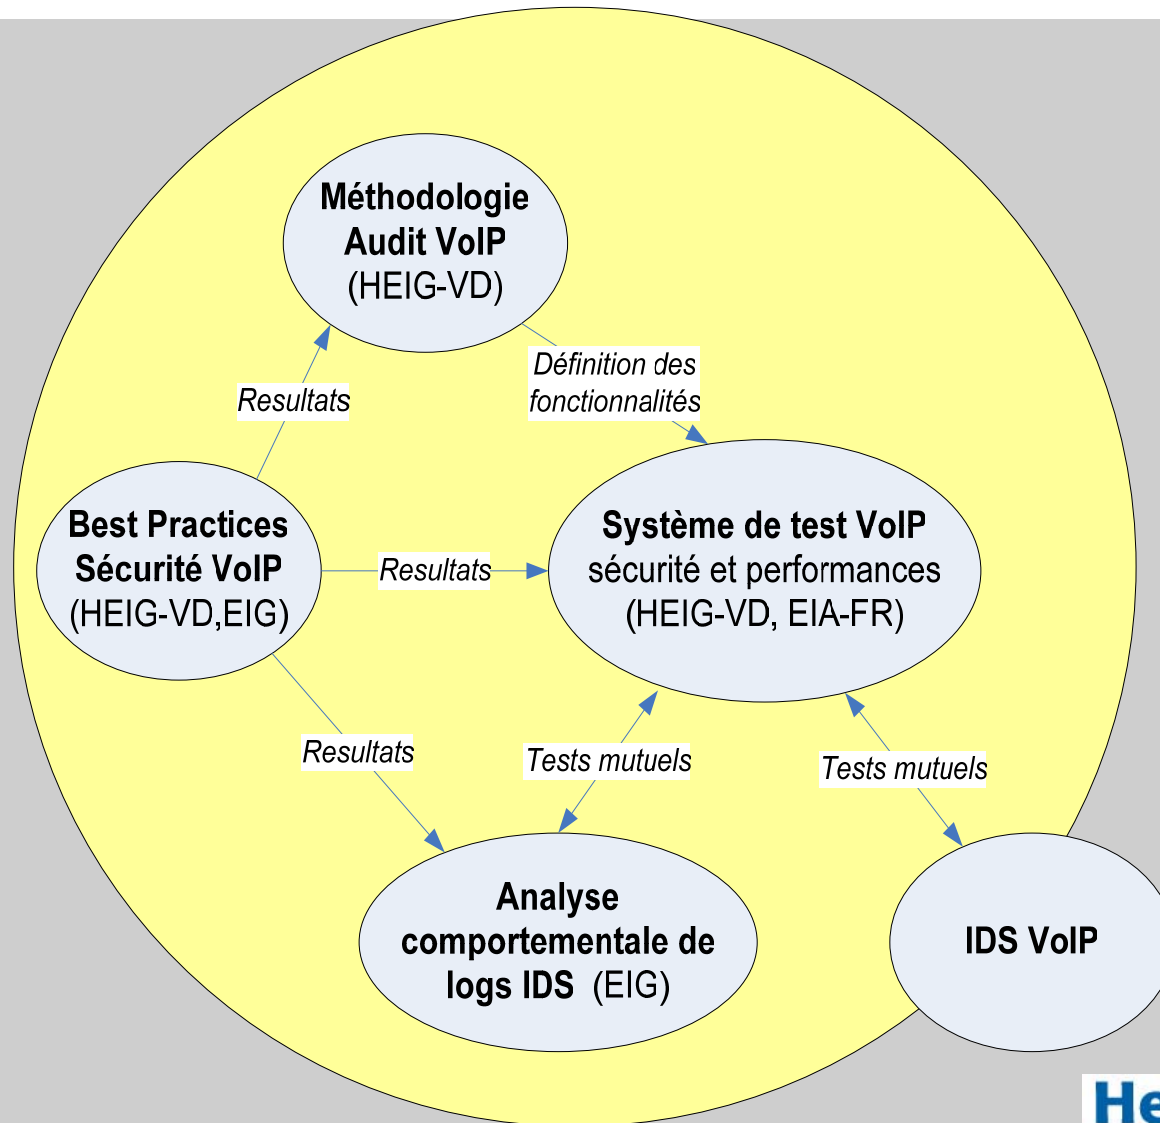 Méthodologie
Audit VoIP
(HEIG-VD)
Définition des
fonctionnalités
Resultats
Best Practices
Sécurité VoIP
(HEIG-VD,EIG)
Resultats
Système de test VoIP
sécurité et performances
(HEIG-VD, EIA-FR)
Resultats
Tests mutuels
Tests mutuels
Analyse
comportementale de
logs IDS (EIG)
IDS VoIP
He